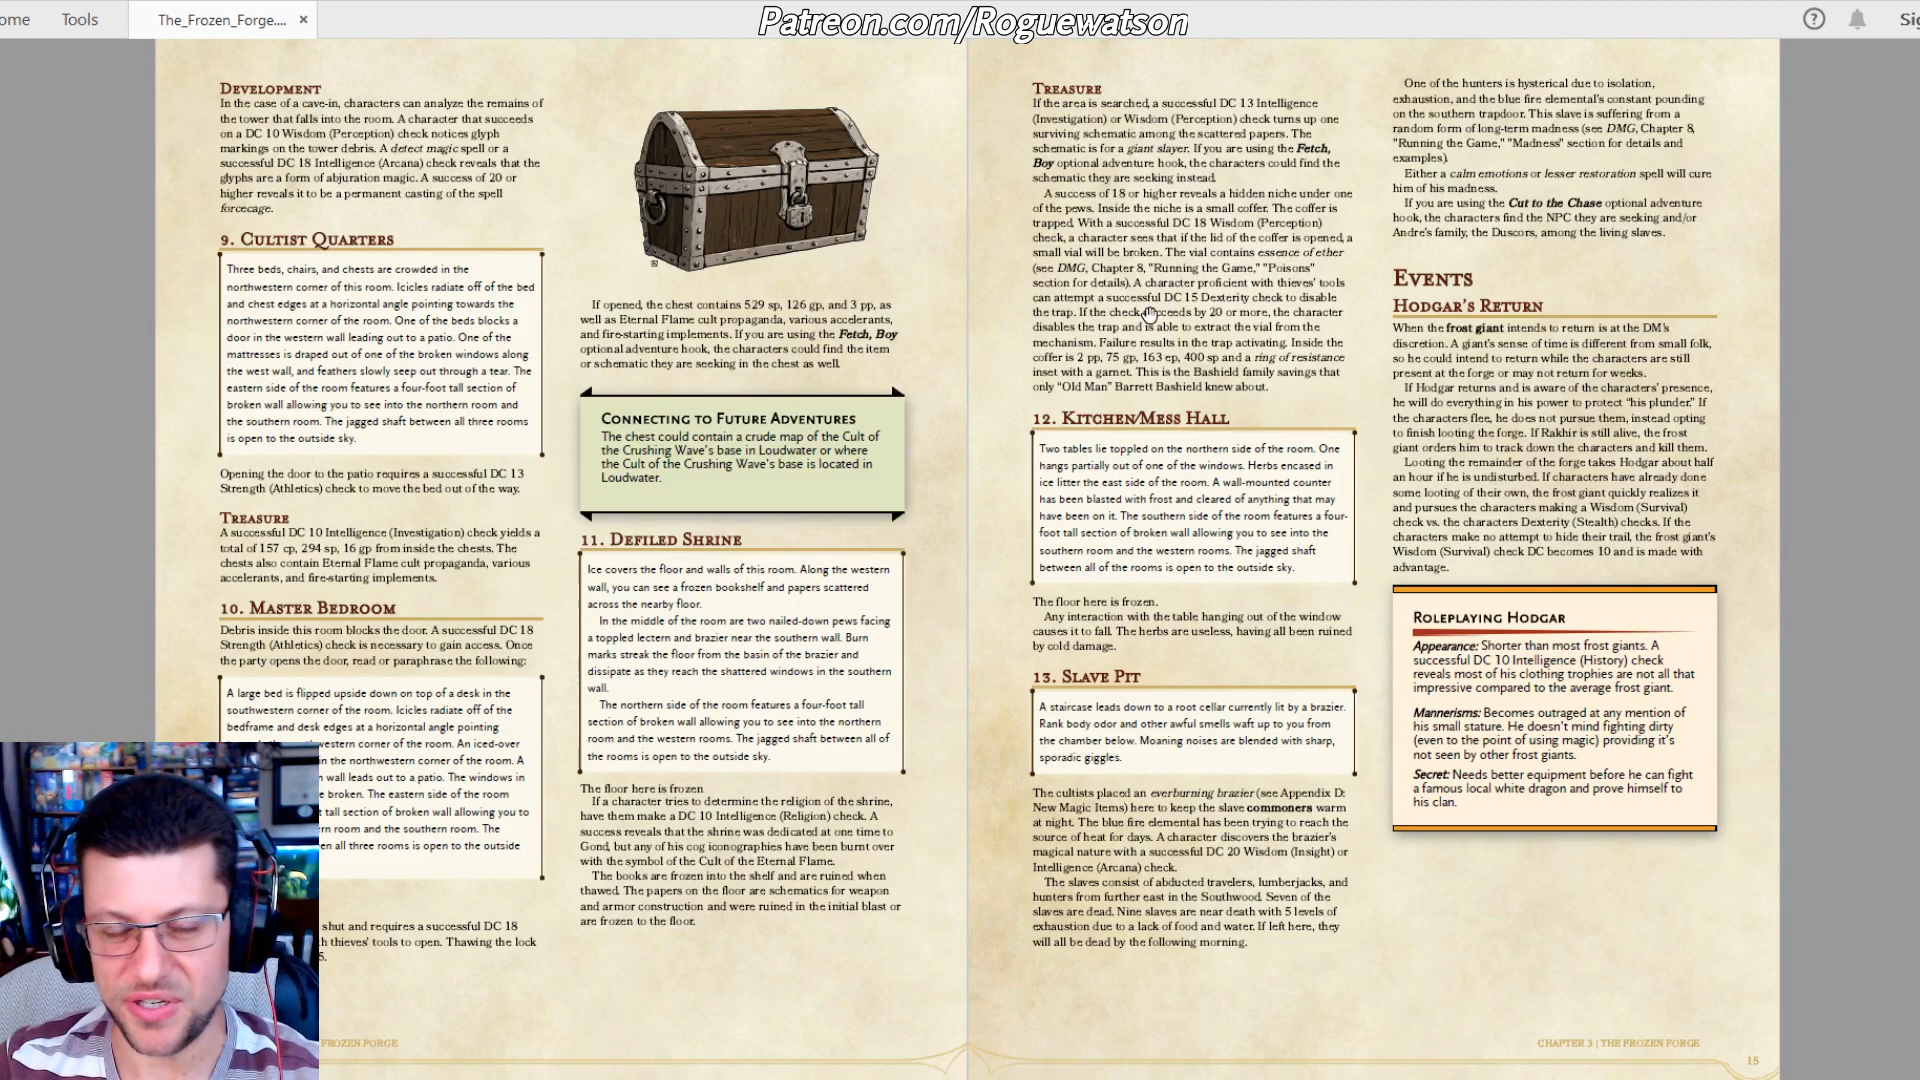 ome
Tools
The_Frozen_Forge....
Patreon.com/Roguewatson
Development
In the case of a cave-in, characters can analyze the remains of
the tower that falls into the room. A character that succeeds
on a DC 10 Wisdom (Perception) check notices glyph
markings on the tower debris. A detect magic spell or a
successful DC 18 Intelligence (Arcana) check reveals that the
glyphs are a form of abjuration magic. A success of 20 or
higher reveals it to be a permanent casting of the spell
forcecage.
9. Cultist Quarters
Three beds, chairs, and chests are crowded in the
northwestern corner of this room. Icicles radiate off of the bed
and chest edges at a horizontal angle pointing towards the
northwestern corner of the room. One of the beds blocks a
door in the western wall leading out to a patio. One of the
mattresses is draped out of one of the broken windows along
the west wall, and feathers slowly seep out through a tear. The
eastern side of the room features a four-foot tall section of
broken wall allowing you to see into the northern room and
the southern room. The jagged shaft between all three rooms
is open to the outside sky.
Opening the door to the patio requires a successful DC 13
Strength (Athletics) check to move the bed out of the way.
Treasure
A successful DC 10 Intelligence (Investigation) check yields a
total of 157 cp, 294 sp, 16 gp from inside the chests. The
chests also contain Eternal Flame cult propaganda, various
accelerants, and fire-starting implements.
10. Master Bedroom
Debris inside this room blocks the door. A successful DC 18
Strength (Athletics) check is necessary to gain access. Once
the party opens the door, read or paraphrase the following:
A large bed is flipped upside down on top of a desk in the
southwestern corner of the room. Icicles radiate off of the
bedframe and desk edges at a horizontal angle pointing
western corner of the room. An iced-over
in the northwestern corner of the room. A
wall leads out to a patio. The windows in
broken. The eastern side of the room
tall section of broken wall allowing you to
rn room and the southern room. The
en all three rooms is open to the outside
shut and requires a successful DC 18
h thieves' tools to open. Thawing the lock
5.
FROZEN FORGE
If opened, the chest contains 529 sp, 126 gp, and 3 pp, as
well as Eternal Flame cult propaganda, various accelerants,
and fire-starting implements. If you are using the Fetch, Boy
optional adventure hook, the characters could find the item
or schematic they are seeking in the chest as well.
Connecting to Future Adventures
The chest could contain a crude map of the Cult of
the Crushing Wave's base in Loudwater or where
the Cult of the Crushing Wave's base is located in
Loudwater.
11. Defiled Shrine
Ice covers the floor and walls of this room. Along the western
wall, you can see a frozen bookshelf and papers scattered
across the nearby floor.
In the middle of the room are two nailed-down pews facing
a toppled lectern and brazier near the southern wall. Burn
marks streak the floor from the basin of the brazier and
dissipate as they reach the shattered windows in the southern
wall.
The northern side of the room features a four-foot tall
section of broken wall allowing you to see into the northern
room and the western rooms. The jagged shaft between all of
the rooms is open to the outside sky.
The floor here is frozen
If a character tries to determine the religion of the shrine,
have them make a DC 10 Intelligence (Religion) check. A
success reveals that the shrine was dedicated at one time to
Gond, but any of his cog iconographies have been burnt over
with the symbol of the Cult of the Eternal Flame.
The books are frozen into the shelf and are ruined when
thawed. The papers on the floor are schematics for weapon
and armor construction and were ruined in the initial blast or
are frozen to the floor.
Treasure
If the area is searched, a successful DC 13 Intelligence
(Investigation) or Wisdom (Perception) check turns up one
surviving schematic among the scattered papers. The
schematic is for a giant slayer. If you are using the Fetch,
Boy optional adventure hook, the characters could find the
schematic they are seeking instead.
A success of 18 or higher reveals a hidden niche under one
of the pews. Inside the niche is a small coffer. The coffer is
trapped. With a successful DC 18 Wisdom (Perception)
check, a character sees that if the lid of the coffer is opened, a
small vial will be broken. The vial contains essence of ether
(see DMG, Chapter 8, "Running the Game," "Poisons"
section for details). A character proficient with thieves' tools
can attempt a successful DC 15 Dexterity check to disable
the trap. If the check succeeds by 20 or more, the character
disables the trap and is able to extract the vial from the
mechanism. Failure results in the trap activating. Inside the
coffer is 2 pp, 75 gp, 163 ep, 400 sp and a ring of resistance
inset with a garnet. This is the Bashield family savings that
only “Old Man” Barrett Bashield knew about.
12. Kitchen/Mess Hall
Two tables lie toppled on the northern side of the room. One
hangs partially out of one of the windows. Herbs encased in
ice litter the east side of the room. A wall-mounted counter
has been blasted with frost and cleared of anything that may
have been on it. The southern side of the room features a four-
foot tall section of broken wall allowing you to see into the
southern room and the western rooms. The jagged shaft
between all of the rooms is open to the outside sky.
The floor here is frozen.
Any interaction with the table hanging out of the window
causes it to fall. The herbs are useless, having all been ruined
by cold damage.
13. Slave Pit
A staircase leads down to a root cellar currently lit by a brazier.
Rank body odor and other awful smells waft up to you from
the chamber below. Moaning noises are blended with sharp,
sporadic giggles.
The cultists placed an everburning brazier (see Appendix D:
New Magic Items) here to keep the slave commoners warm
at night. The blue fire elemental has been trying to reach the
source of heat for days. A character discovers the brazier's
magical nature with a successful DC 20 Wisdom (Insight) or
Intelligence (Arcana) check.
The slaves consist of abducted travelers, lumberjacks, and
hunters from further east in the Southwood. Seven of the
slaves are dead. Nine slaves are near death with 5 levels of
exhaustion due to a lack of food and water. If left here, they
will all be dead by the following morning.
One of the hunters is hysterical due to isolation,
exhaustion, and the blue fire elemental's constant pounding
on the southern trapdoor. This slave is suffering from a
random form of long-term madness (see DMG, Chapter 8,
"Running the Game," "Madness" section for details and
examples).
Either a calm emotions or lesser restoration spell will cure
him of his madness.
If you are using the Cut to the Chase optional adventure
hook, the characters find the NPC they are seeking and/or
Andre's family, the Duscors, among the living slaves.
Events
Hodgar's Return
When the frost giant intends to return is at the DM's
discretion. A giant's sense of time is different from small folk,
so he could intend to return while the characters are still
present at the forge or may not return for weeks.
If Hodgar returns and is aware of the characters' presence,
he will do everything in his power to protect “his plunder.” If
the characters flee, he does not pursue them, instead opting
to finish looting the forge. If Rakhir is still alive, the frost
giant orders him to track down the characters and kill them.
Looting the remainder of the forge takes Hodgar about half
an hour if he is undisturbed. If characters have already done
some looting of their own, the frost giant quickly realizes it
and pursues the characters making a Wisdom (Survival)
check vs. the characters Dexterity (Stealth) checks. If the
characters make no attempt to hide their trail, the frost giant's
Wisdom (Survival) check DC becomes 10 and is made with
advantage.
Roleplaying Hodgar
Appearance: Shorter than most frost giants. A
successful DC 10 Intelligence (History) check
reveals most of his clothing trophies are not all that
impressive compared to the average frost giant.
Mannerisms: Becomes outraged at any mention of
his small stature. He doesn't mind fighting dirty
(even to the point of using magic) providing it's
not seen by other frost giants.
Secret: Needs better equipment before he can fight
a famous local white dragon and prove himself to
his clan.
CHAPTER 3 | THE FROZEN FORGE
15